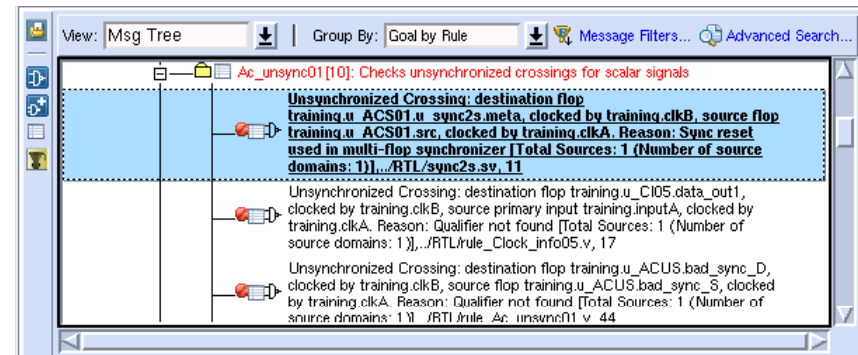 View: Msg Tree | Group By: Goal by Rule Message Filters... Advanced Search...
Ac_unsync01[10]: Checks unsynchronized crossings for scalar signals
Unsynchronized Crossing: destination flop
training.u_ACS01.u_sync2s.meta, clocked by training.clkB, source flop
training.u_ACS01.src, clocked by training.clkA. Reason: Sync reset
used in multi-flop synchronizer [Total Sources: 1 (Number of source
domains: 1)],../RTL/sync2s.sv, 11
Unsynchronized Crossing: destination flop training.u_CI05.data_out1,
clocked by training.clkB, source primary input training.inputA, clocked by
training.clkA. Reason: Qualifier not found [Total Sources: 1 (Number of
source domains: 1)],../RTL/rule_Clock_info05.v, 17
Unsynchronized Crossing: destination flop training.u_ACUS.bad_sync_D,
clocked by training.clkB, source flop training.u_ACUS.bad_sync_S, clocked
by training.clkA. Reason: Qualifier not found [Total Sources: 1 (Number of
source domains: 1)],../RTL/rule_Ac_unsync01.v, 44